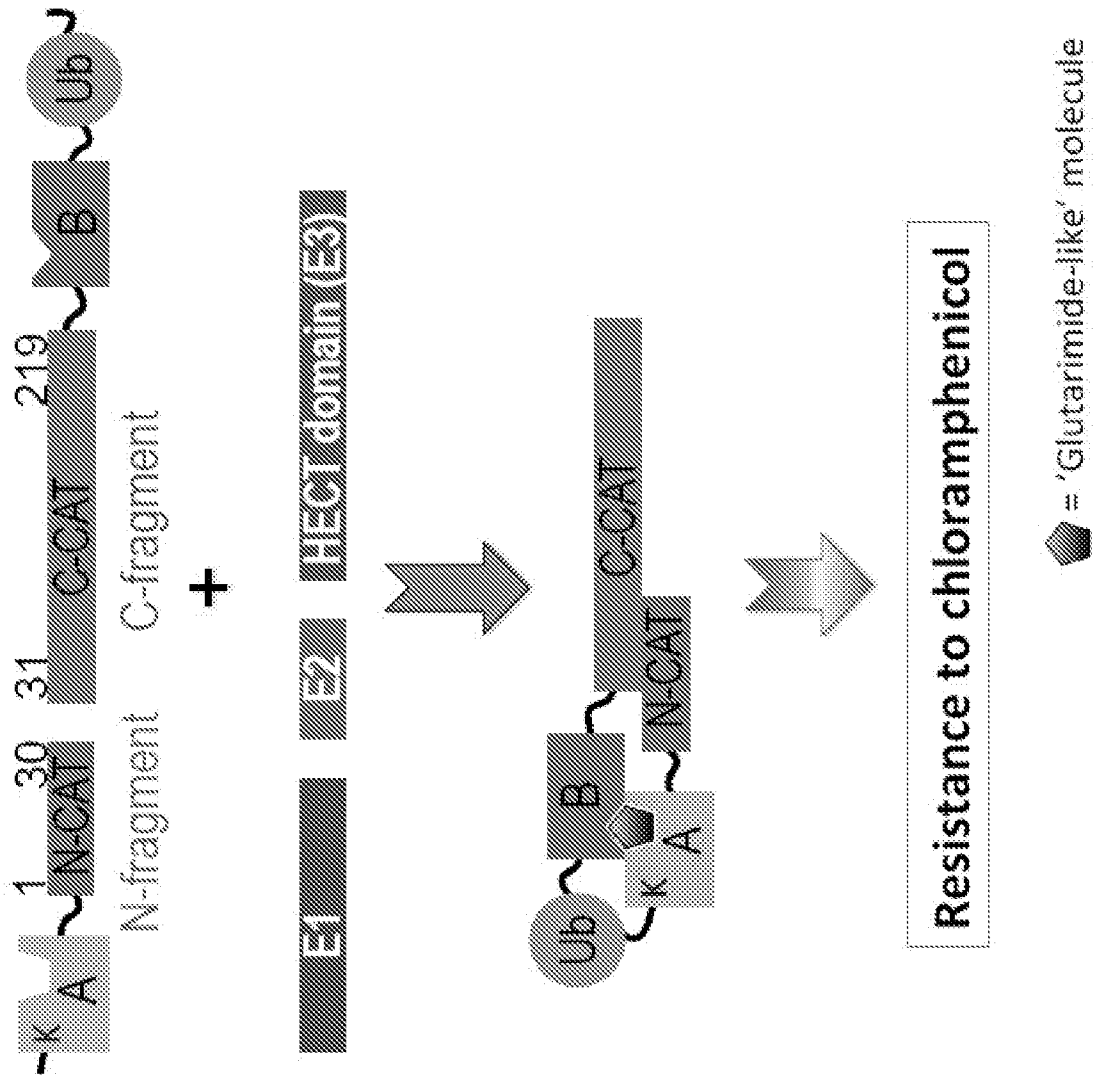 K A 1 30 N-CAT 31 219 C-CAT B Ub
N-fragment C-fragment
+
E1 E2 HECT domain (E3)
Ub B C-CAT
K A N-CAT
Resistance to chloramphenicol
= 'Glutarimide-like' molecule